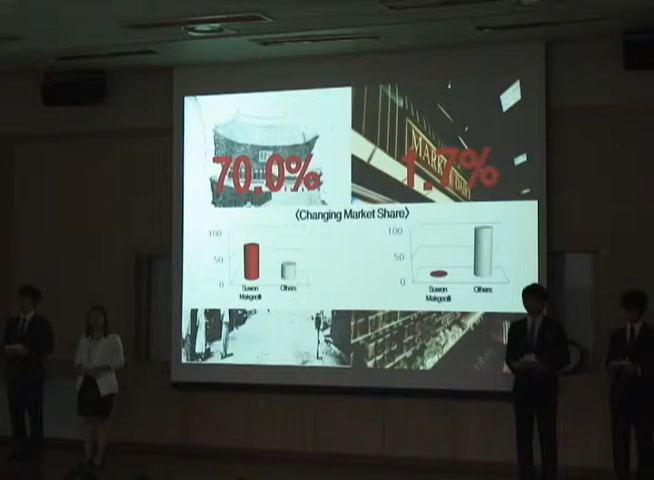 70.0%
1.7%
MARK
〈Changing Market Share〉
100
50
0
Suwon
Makgeolli
Others
100
50
0
Suwon
Makgeolli
Others